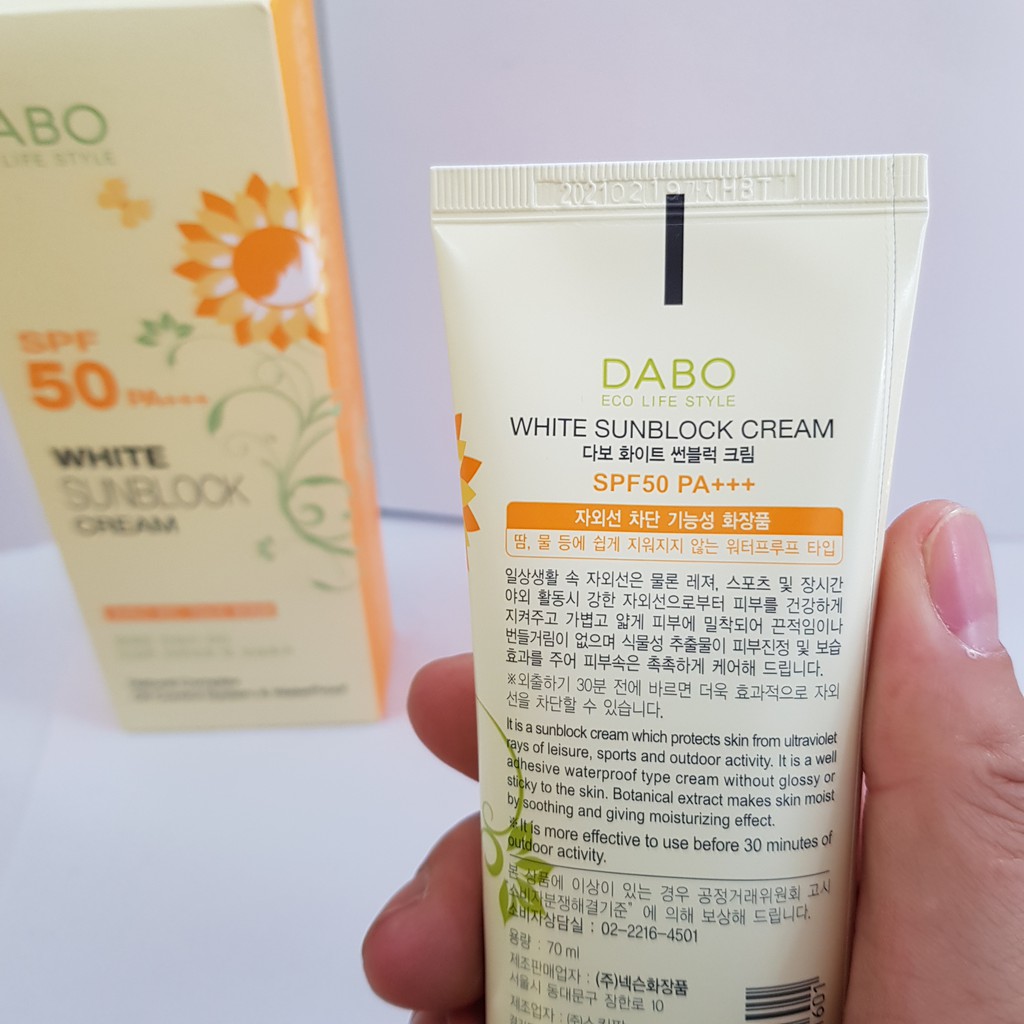 ABO
LIFE STYLE
SPF
50 PA+++
WHITE
SUNBLOCK
CREAM
DABO
ECO LIFE STYLE
WHITE SUNBLOCK CREAM
다보 화이트 썬블럭 크림
SPF50 PA+++
자외선 차단 기능성 화장품
땀, 물 등에 쉽게 지워지지 않는 워터프루프 타입
일상생활 속 자외선은 물론 레져, 스포츠 및 장시간
야외 활동시 강한 자외선으로부터 피부를 건강하게
지켜주고 가볍고 얇게 피부에 밀착되어 끈적임이나
번들거림이 없으며 식물성 추출물이 피부진정 및 보습
효과를 주어 피부속은 촉촉하게 케어해 드립니다.
※외출하기 30분 전에 바르면 더욱 효과적으로 자외
선을 차단할 수 있습니다.
It is a sunblock cream which protects skin from ultraviolet
rays of leisure, sports and outdoor activity. It is a well
adhesive waterproof type cream without glossy or
sticky to the skin. Botanical extract makes skin moist
by soothing and giving moisturizing effect.
※It is more effective to use before 30 minutes of
outdoor activity.
본 상품에 이상이 있는 경우 공정거래위원회 고시
소비자분쟁해결기준" 에 의해 보상해 드립니다.
소비자상담실 : 02-2216-4501
용량 : 70 ml
제조판매업자 : (주)넥슨화장품
서울시 동대문구 장한로 10
제조업자 :